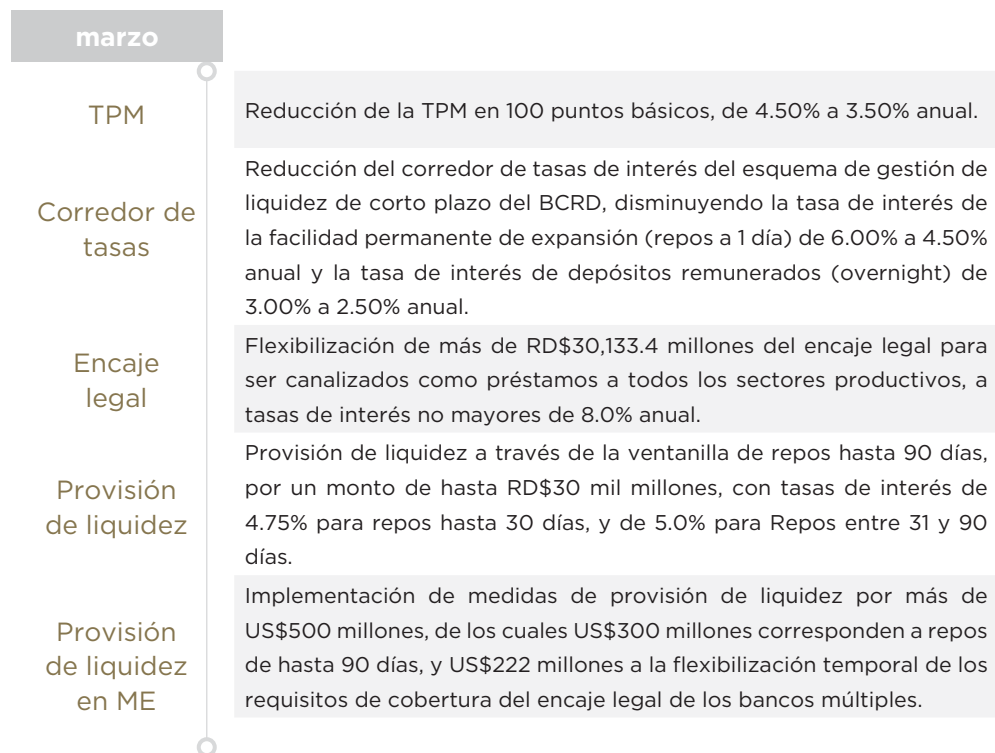 marzo
TPM
Reducción de la TPM en 100 puntos básicos, de 4.50% a 3.50% anual.
Corredor de
tasas
Reducción del corredor de tasas de interés del esquema de gestión de
liquidez de corto plazo del BCRD, disminuyendo la tasa de interés de
la facilidad permanente de expansión (repos a 1 día) de 6.00% a 4.50%
anual y la tasa de interés de depósitos remunerados (overnight) de
3.00% a 2.50% anual.
Encaje
legal
Flexibilización de más de RD$30,133.4 millones del encaje legal para
ser canalizados como préstamos a todos los sectores productivos, a
tasas de interés no mayores de 8.0% anual.
Provisión
de liquidez
Provisión de liquidez a través de la ventanilla de repos hasta 90 días,
por un monto de hasta RD$30 mil millones, con tasas de interés de
4.75% para repos hasta 30 días, y de 5.0% para Repos entre 31 y 90
días.
Provisión
de liquidez
en ME
Implementación de medidas de provisión de liquidez por más de
US$500 millones, de los cuales US$300 millones corresponden a repos
de hasta 90 días, y US$222 millones a la flexibilización temporal de los
requisitos de cobertura del encaje legal de los bancos múltiples.